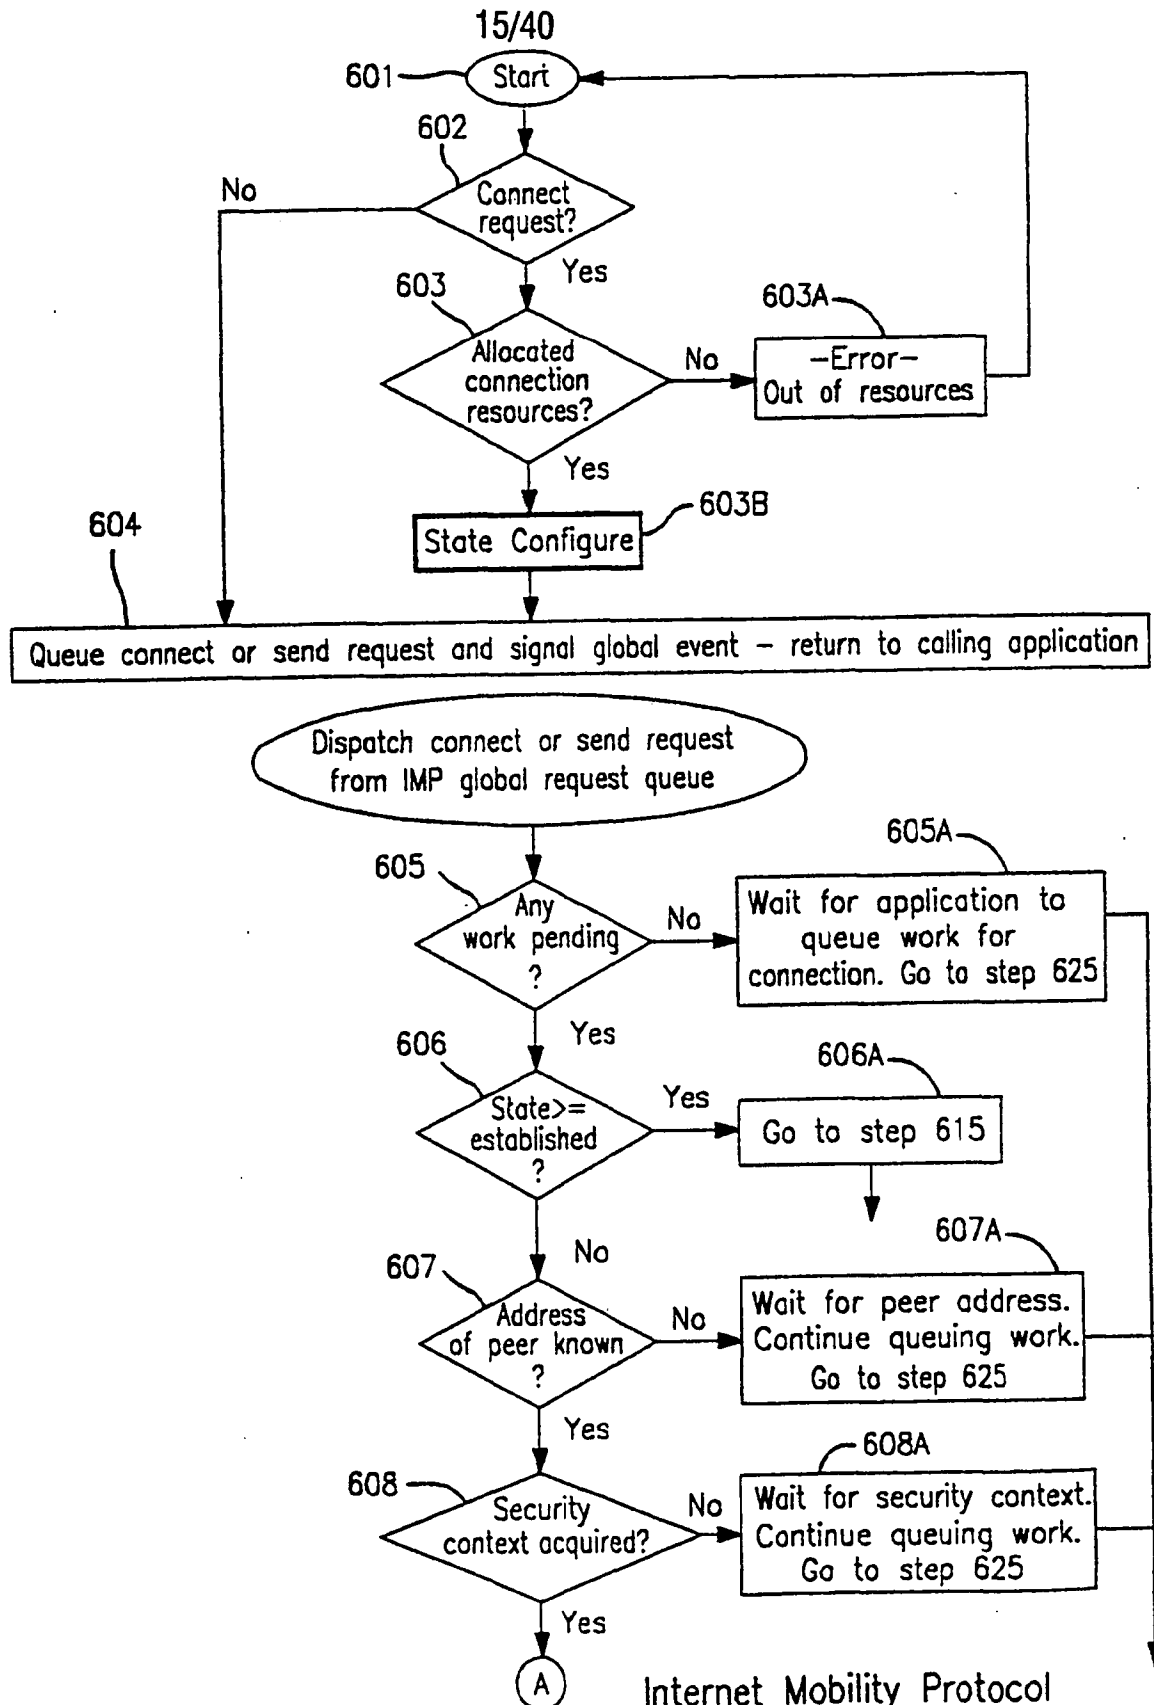 15/40
601
Start
602
No
Connect
request?
Yes
603
603A
Allocated
connection
resources?
No
-Error-
Out of resources
Yes
603B
State Configure
604
Queue connect or send request and signal global event – return to calling application
Dispatch connect or send request
from IMP global request queue
605
605A
Any
work pending
?
No
Wait for application to
queue work for
connection. Go to step 625
Yes
606
606A
State>=
established
?
Yes
Go to step 615
No
607
607A
Address
of peer known
?
No
Wait for peer address.
Continue queuing work.
Go to step 625
Yes
608
608A
Security
context acquired?
No
Wait for security context.
Continue queuing work.
Go to step 625
Yes
A
Internet Mobility Protocol